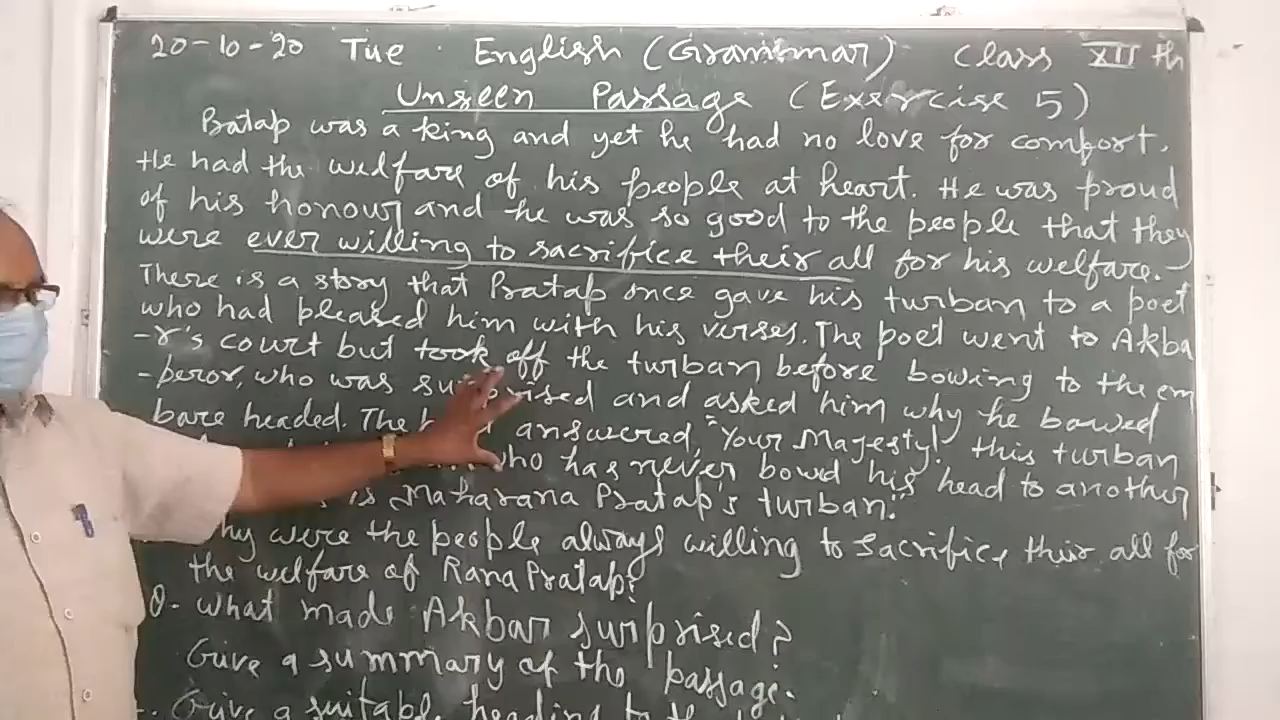 20-10-20 Tue. English (Grammar) Class XII th
Unseen Passage (Exercise 5)
Pratap was a king and yet he had no love for comfort.
He had the welfare of his people at heart. He was proud
of his honour and he was so good to the people that they
were ever willing to sacrifice their all for his welfare.-
There is a story that Pratap once gave his turban to a poet
who had pleased him with his verses. The poet went to Akba
-r's court but took off the turban before bowing to the em
-peror, who was surprised and asked him why he bowed
bare headed. The answered, "Your Majesty! this turban
who has never bowd his head to another
is Maharana Pratap's turban."
hy were the people always willing to sacrifice their all for
the welfare of Rana Pratap?
Q. What made Akbar surprised?
Give a summary of the passage.
Give a suitable heading to the